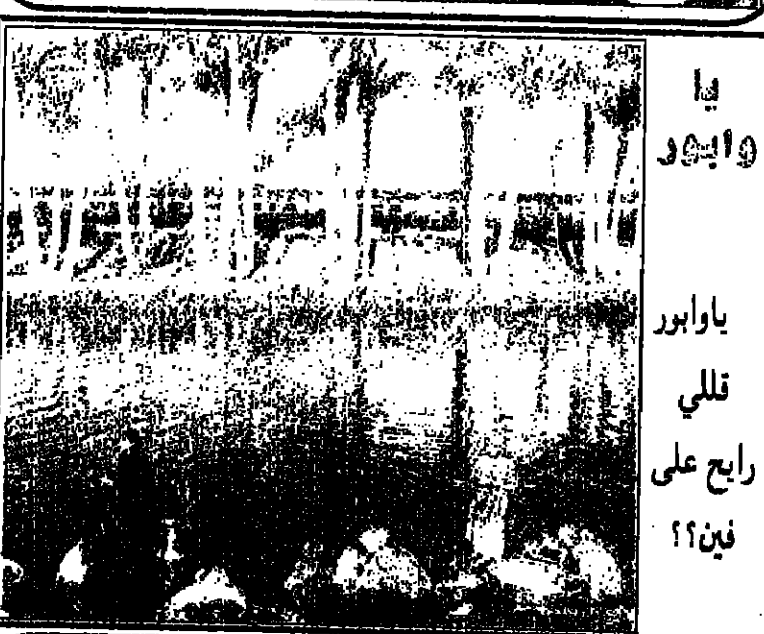 يا
وابور
ياوابور
قللي
رايح على
فين؟؟